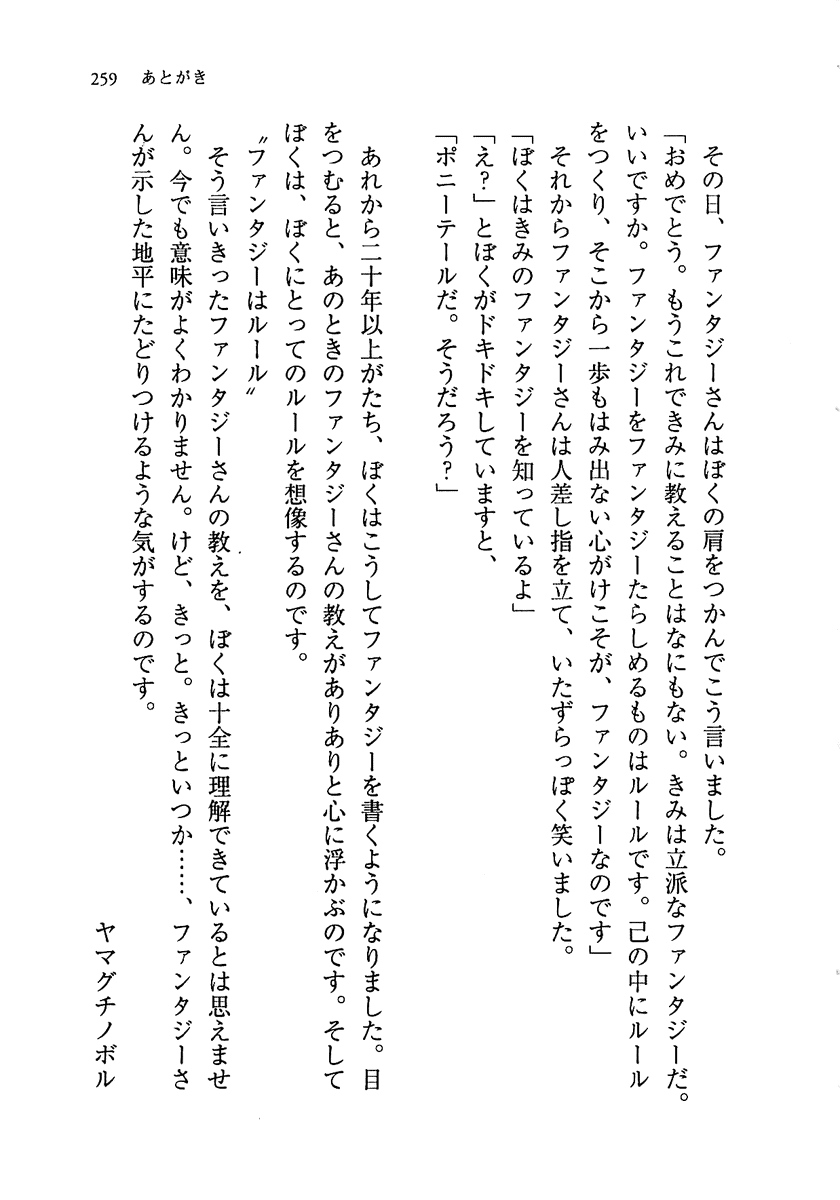 259 あとがき
その日、ファンタジーさんはぼくの肩をつかんでこう言いました。
「おめでとう。もうこれできみに教えることはなにもない。きみは立派なファンタジーだ。
いいですか。ファンタジーをファンタジーたらしめるものはルールです。己の中にルール
をつくり、そこから一歩もはみ出ない心がけこそが、ファンタジーなのです」
それからファンタジーさんは人差し指を立て、いたずらっぽく笑いました。
「ぼくはきみのファンタジーを知っているよ」
「え?」とぼくがドキドキしていますと、
「ポニーテールだ。そうだろう?」
あれから二十年以上がたち、ぼくはこうしてファンタジーを書くようになりました。目
をつむると、あのときのファンタジーさんの教えがありありと心に浮かぶのです。そして
ぼくは、ぼくにとってのルールを想像するのです。
〝ファンタジーはルール〟
そう言いきったファンタジーさんの教えを、ぼくは十全に理解できているとは思えませ
ん。今でも意味がよくわかりません。けど、きっと。きっといつか……、ファンタジーさ
んが示した地平にたどりつけるような気がするのです。
ヤマグチノボル